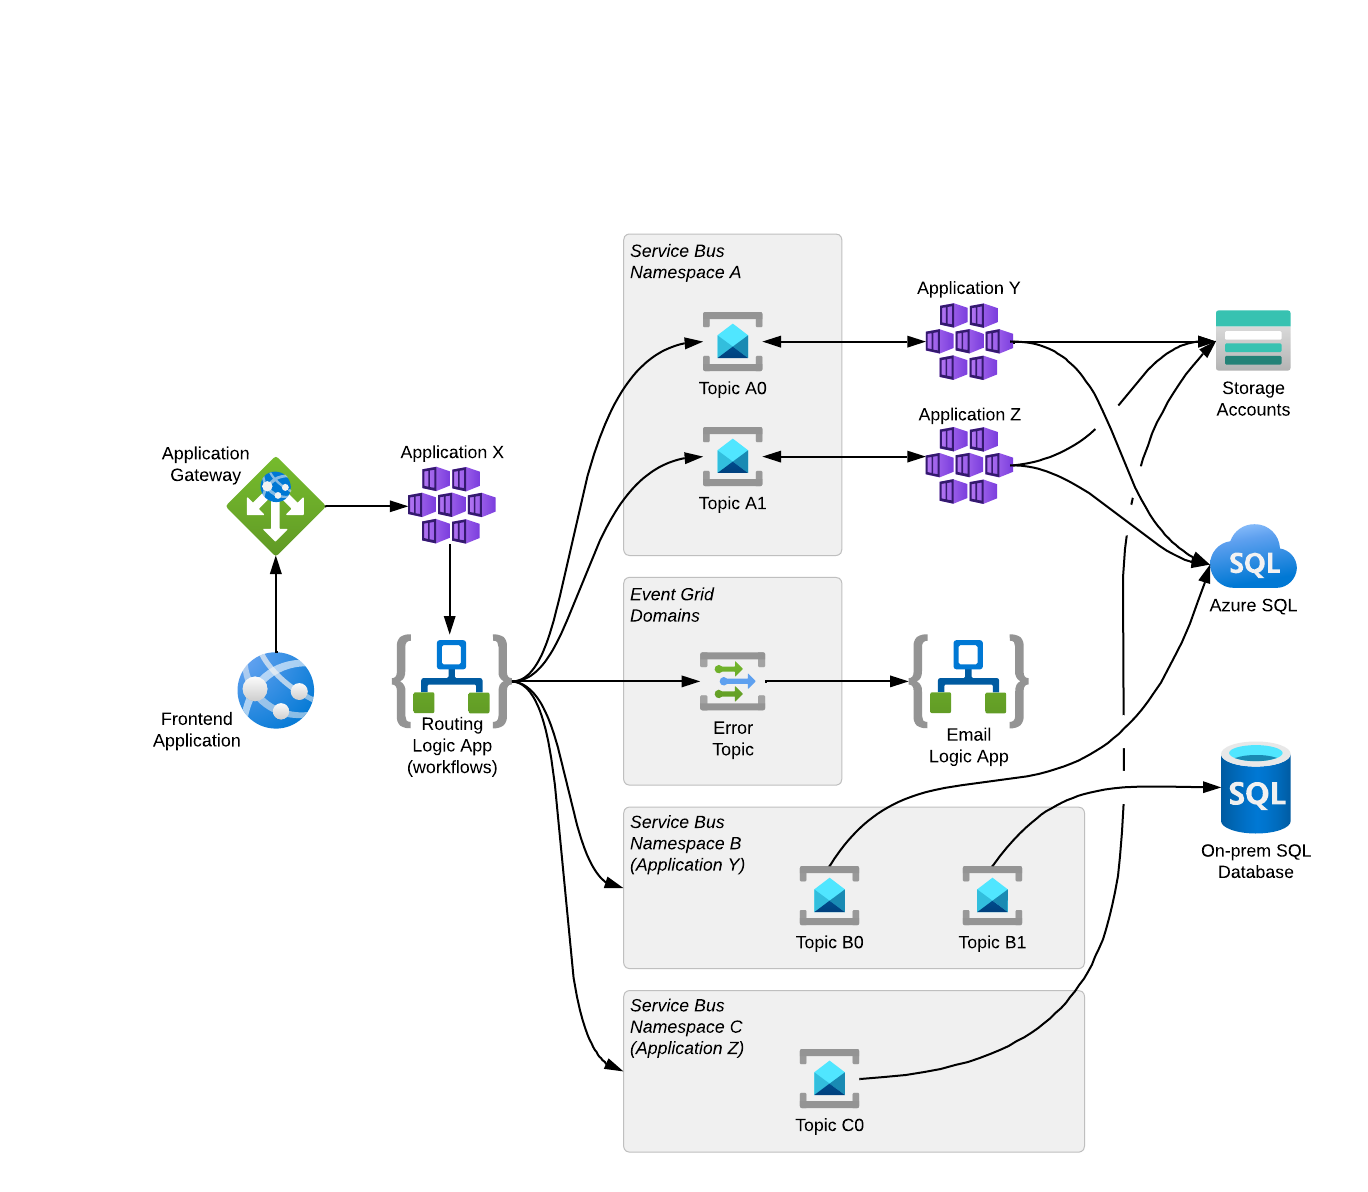 Service Bus
Namespace A
Topic A0
Topic A1
Application Y
Application Z
Storage
Accounts
Application
Gateway
Application X
SQL
Azure SQL
Event Grid
Domains
Error
Topic
Email
Logic App
Frontend
Application
Routing
Logic App
(workflows)
SQL
On-prem SQL
Database
Service Bus
Namespace B
(Application Y)
Topic B0
Topic B1
Service Bus
Namespace C
(Application Z)
Topic C0